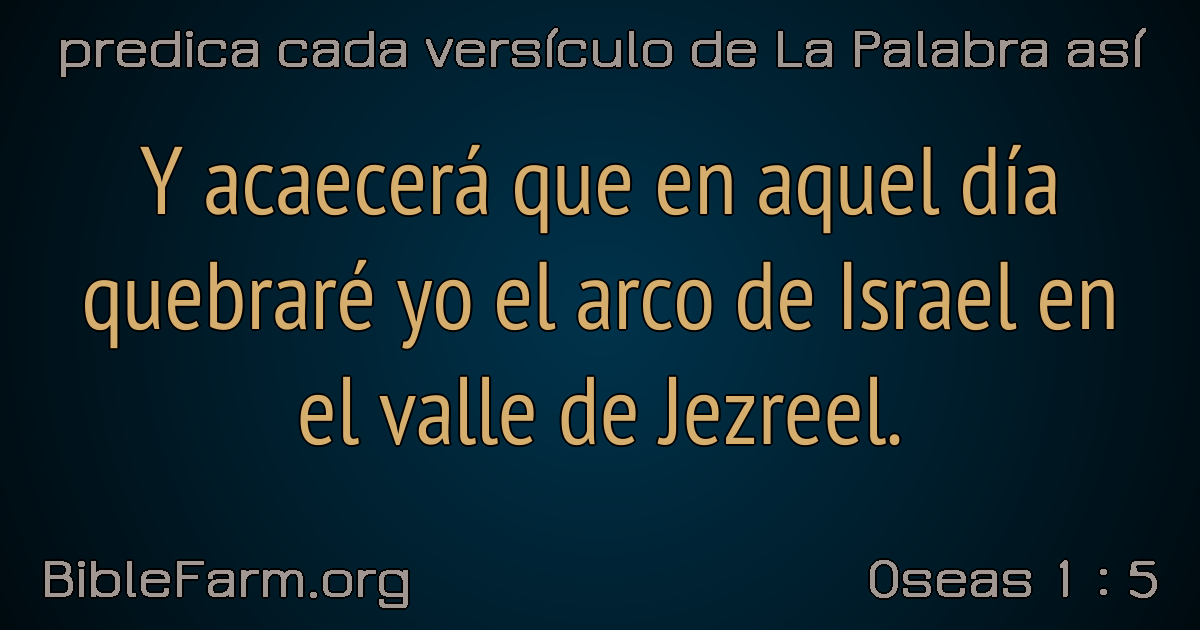 predica cada versículo de La Palabra así
Y acaecerá que en aquel día
quebraré yo el arco de Israel en
el valle de Jezreel.
BibleFarm.org
Oseas 1 : 5